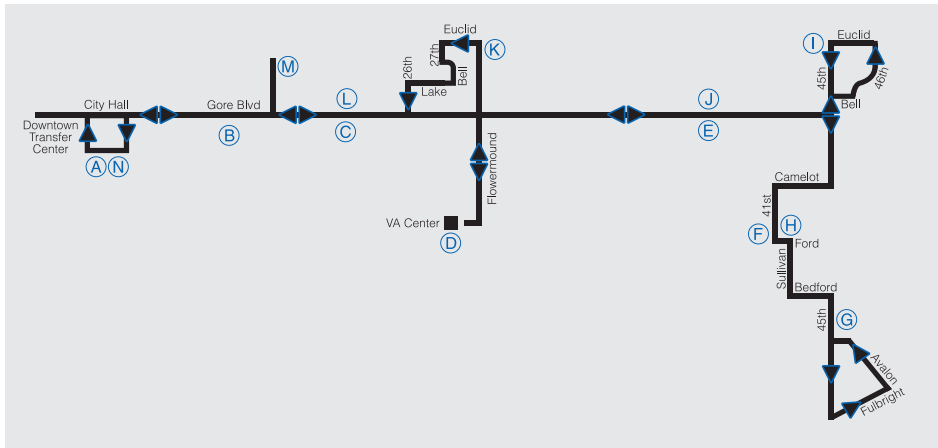 Euclid
K
27th
26th
Bell
Lake
M
City Hall
Gore Blvd
L
Downtown
Transfer
Center
B
C
A
N
Flowermound
VA Center
D
I
Euclid
45th
46th
Bell
J
E
Camelot
41st
F
H
Ford
Sullivan
Bedford
45th
G
Avalon
Fulbright